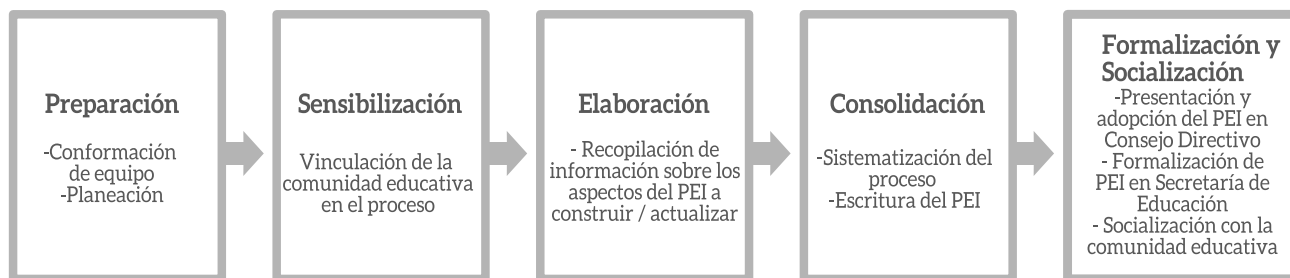 Preparación
-Conformación
de equipo
-Planeación
Sensibilización
Vinculación de la
comunidad educativa
en el proceso
Elaboración
- Recopilación de
información sobre los
aspectos del PEI a
construir / actualizar
Consolidación
-Sistematización del
proceso
-Escritura del PEI
Formalización y
Socialización
-Presentación y
adopción del PEI en
Consejo Directivo
- Formalización de
PEI en Secretaría de
Educación
- Socialización con la
comunidad educativa